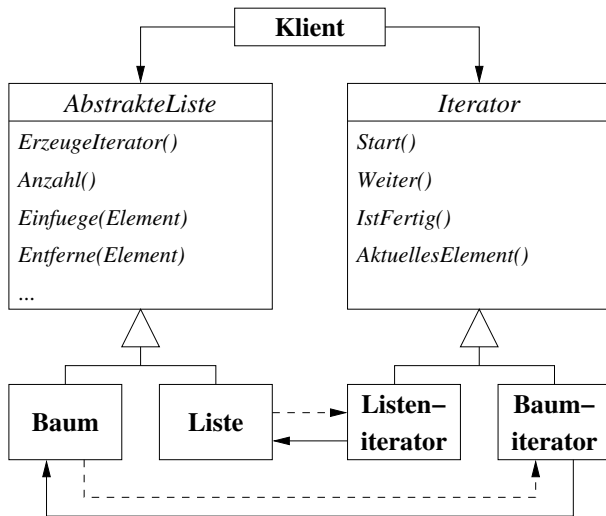 Klient
AbstrakteListe
ErzeugeIterator()
Anzahl()
Einfuege(Element)
Entferne(Element)
...
Iterator
Start()
Weiter()
IstFertig()
AktuellesElement()
Baum
Liste
Listen–
iterator
Baum–
iterator